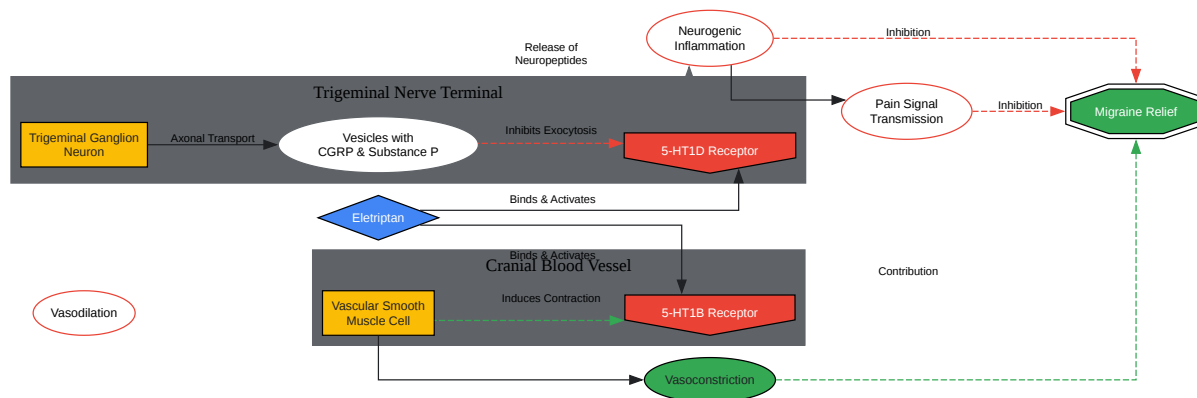 Neurogenic
Inflammation
Inhibition
Release of
Neuropeptides
Trigeminal Nerve Terminal
Pain Signal
Transmission
Inhibition
Migraine Relief
Trigeminal Ganglion
Neuron
Axonal Transport
Vesicles with
CGRP & Substance P
Inhibits Exocytosis
5-HT1D Receptor
Binds & Activates
Eletriptan
Binds & Activates
Cranial Blood Vessel
Contribution
Vasodilation
Vascular Smooth
Muscle Cell
Induces Contraction
5-HT1B Receptor
Vasoconstriction